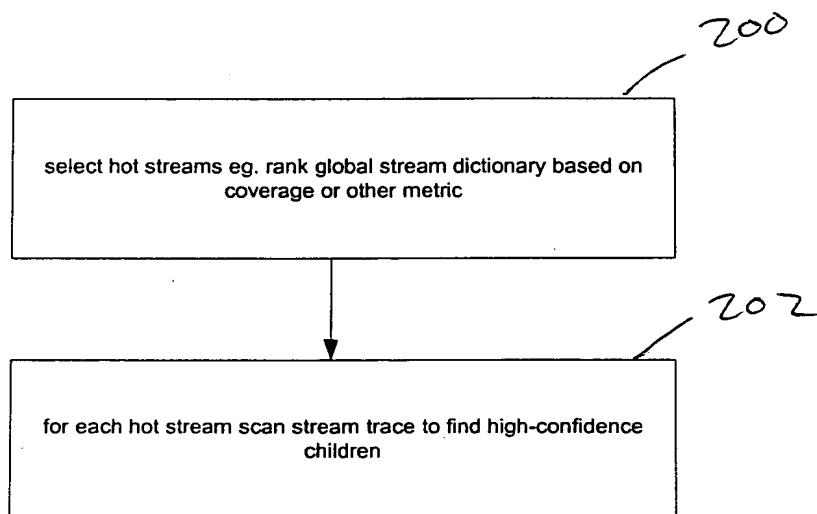 200
select hot streams eg. rank global stream dictionary based on
coverage or other metric
202
for each hot stream scan stream trace to find high-confidence
children